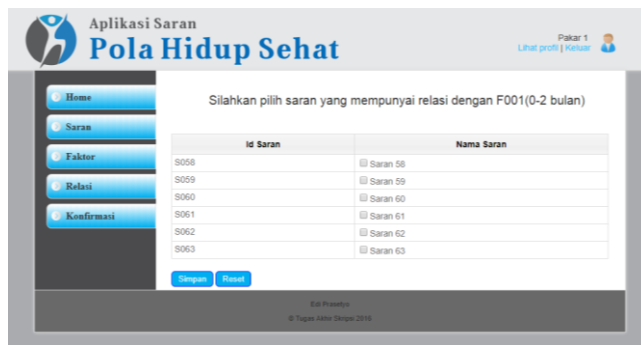 Aplikasi Saran
Pola Hidup Sehat
Pakar 1
Lihat profil | Keluar
Home
Saran
Faktor
Relasi
Konfirmasi
Silahkan pilih saran yang mempunyai relasi dengan F001(0-2 bulan)
Id Saran Nama Saran
S058 Saran 58
S059 Saran 59
S060 Saran 60
S061 Saran 61
S062 Saran 62
S063 Saran 63
Simpan Reset
Edi Prasetyo
© Tugas Akhir Skripsi 2016